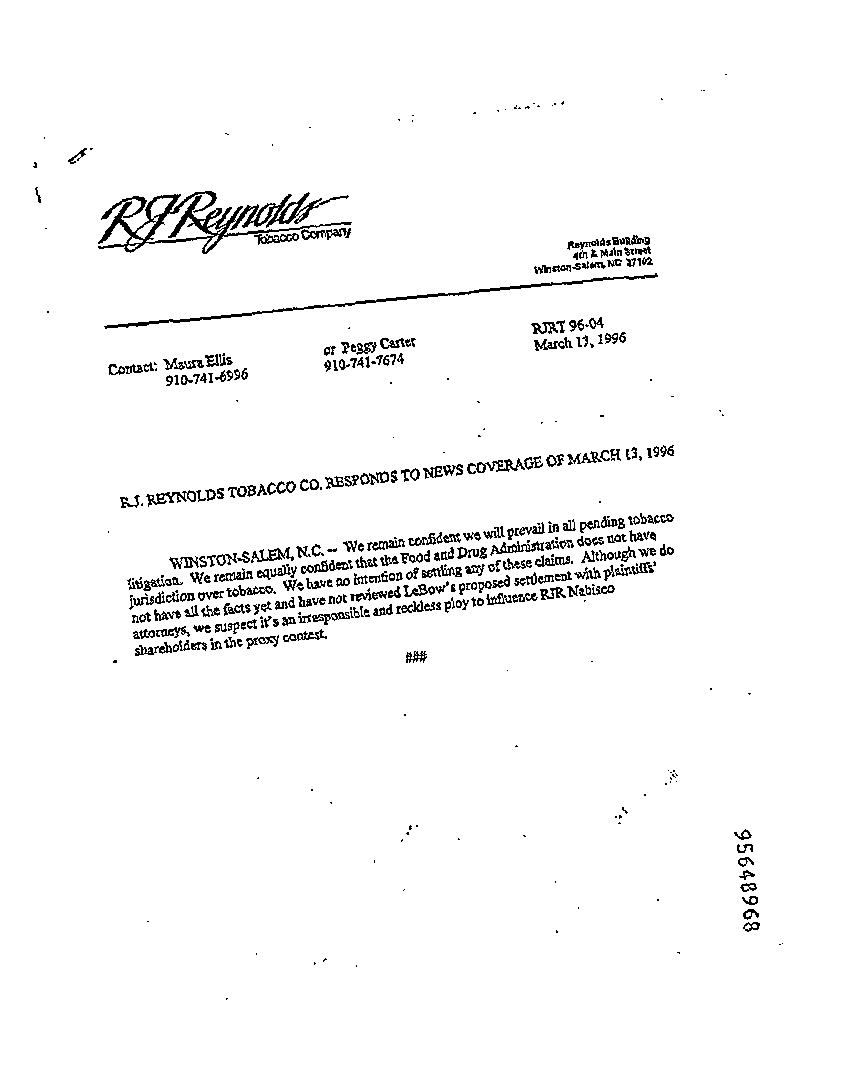 RJReynolds
Tobacco Company
Reynolds Building
4th & Main Street
Winston-Salem, NC 27102
RJRT 96-04
March 13, 1996
Contact: Maura Ellis
910-741-6996
or Peggy Carter
910-741-7674
R.J. REYNOLDS TOBACCO CO. RESPONDS TO NEWS COVERAGE OF MARCH 13, 1996
WINSTON-SALEM, N.C. -- We remain confident we will prevail in all pending tobacco
litigation. We remain equally confident that the Food and Drug Administration does not have
jurisdiction over tobacco. We have no intention of settling any of these claims. Although we do
not have all the facts yet and have not reviewed LeBow's proposed settlement with plaintiffs'
attorneys, we suspect it's an irresponsible and reckless ploy to influence RJR Nabisco
shareholders in the proxy contest.
###
95648968